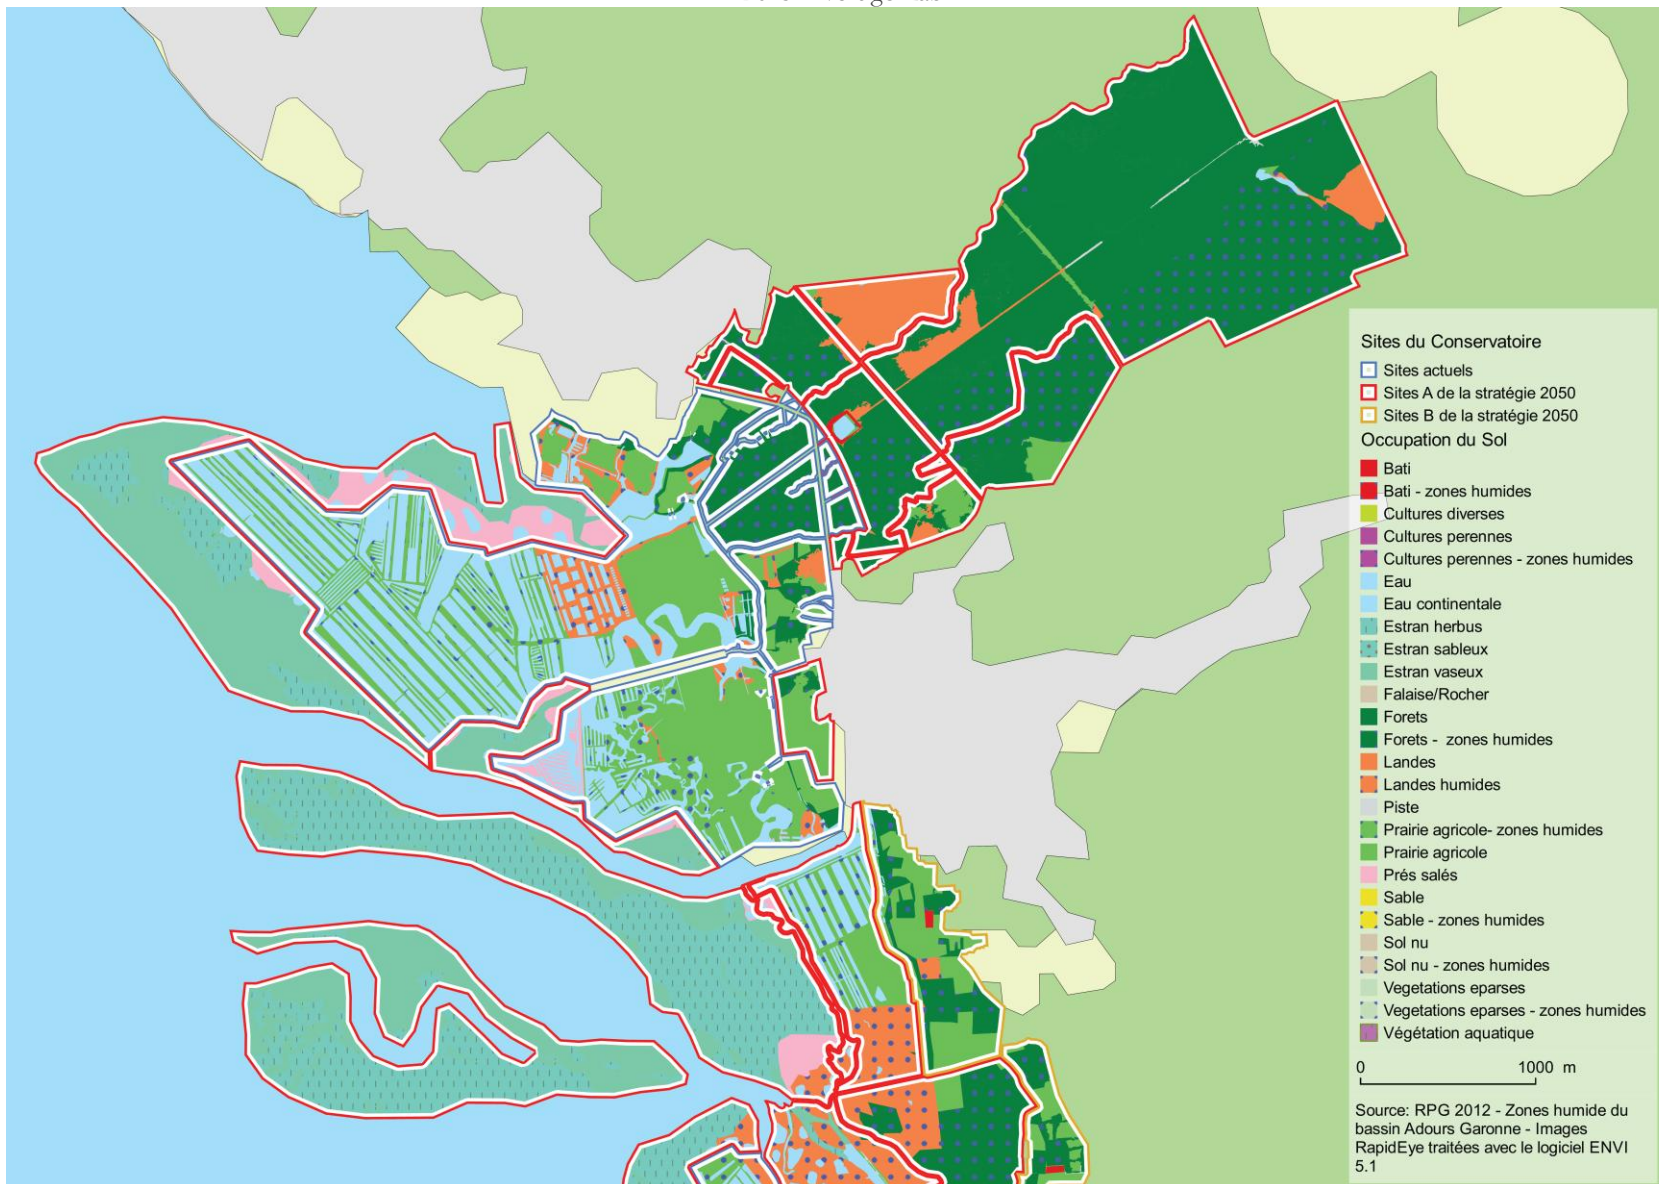 Sites du Conservatoire
Sites actuels
Sites A de la stratégie 2050
Sites B de la stratégie 2050
Occupation du Sol
Bati
Bati - zones humides
Cultures diverses
Cultures perennes
Cultures perennes - zones humides
Eau
Eau continentale
Estran herbus
Estran sableux
Estran vaseux
Falaise/Rocher
Forets
Forets - zones humides
Landes
Landes humides
Piste
Prairie agricole- zones humides
Prairie agricole
Prés salés
Sable
Sable - zones humides
Sol nu
Sol nu - zones humides
Vegetations eparses
Vegetations eparses - zones humides
Végétation aquatique
0 1000 m
Source: RPG 2012 - Zones humide du
bassin Adours Garonne - Images
RapidEye traitées avec le logiciel ENVI
5.1